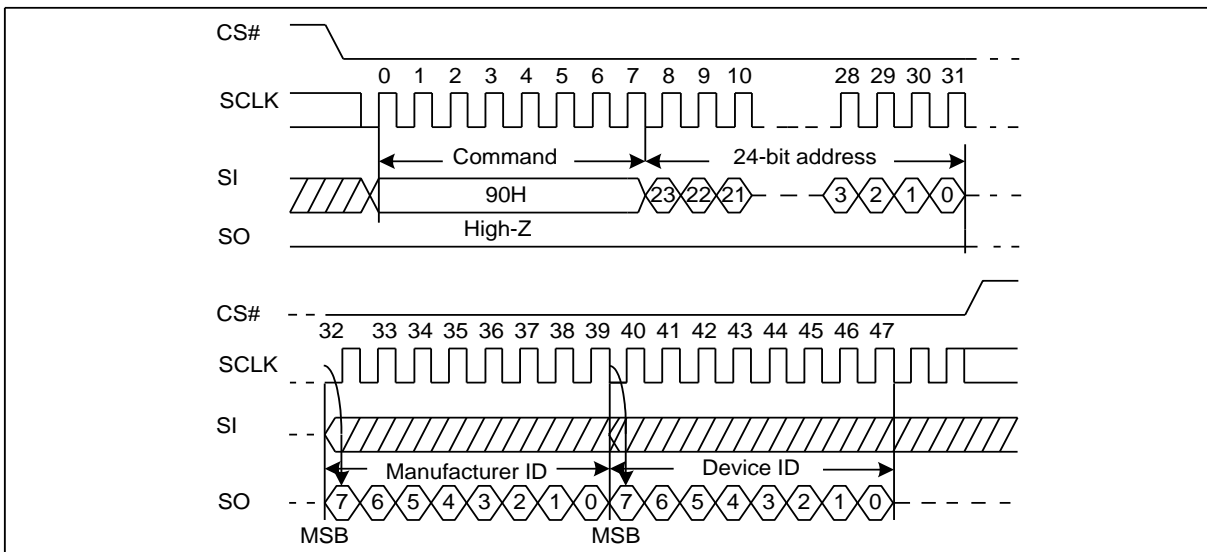 CS#
0 1 2 3 4 5 6 7 8 9 10 28 29 30 31
SCLK
Command 24-bit address
SI
90H 23 22 21 3 2 1 0
High-Z
SO
CS#
32 33 34 35 36 37 38 39 40 41 42 43 44 45 46 47
SCLK
SI
Manufacturer ID Device ID
SO 7 6 5 4 3 2 1 0 7 6 5 4 3 2 1 0
MSB MSB